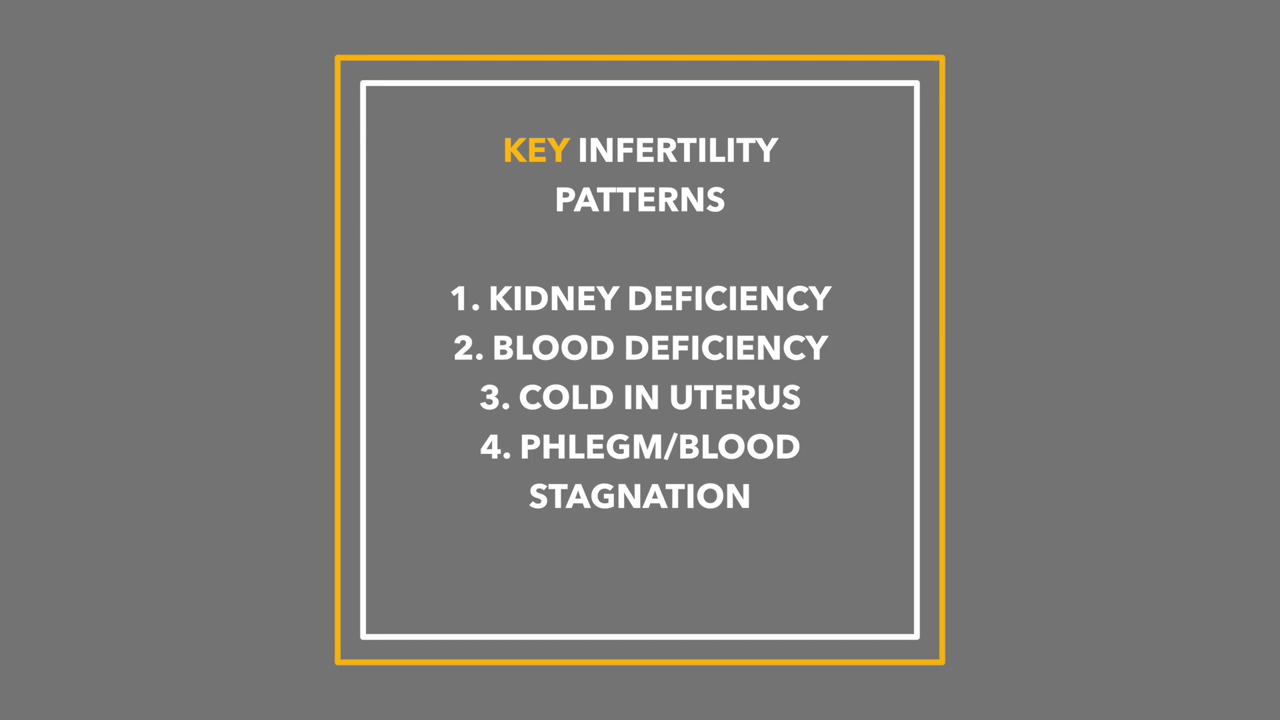 KEY INFERTILITY
PATTERNS
1. KIDNEY DEFICIENCY
2. BLOOD DEFICIENCY
3. COLD IN UTERUS
4. PHLEGM/BLOOD
STAGNATION